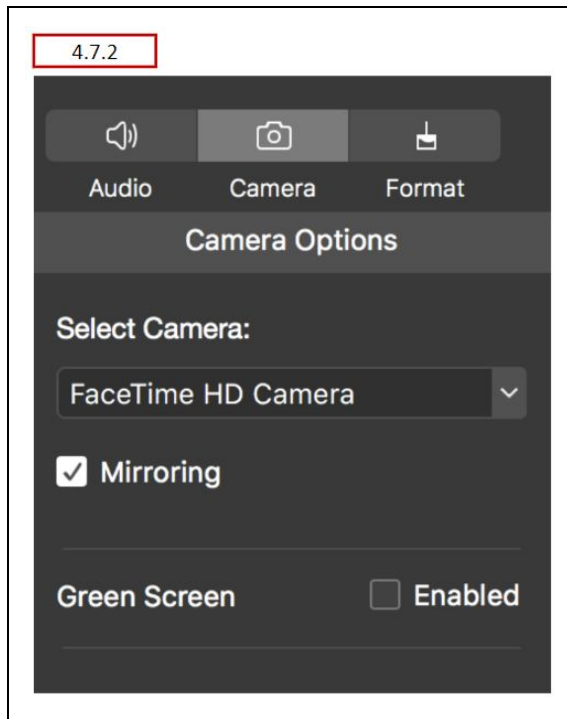 4.7.2
Audio Camera Format
Camera Options
Select Camera:
FaceTime HD Camera
Mirroring
Green Screen Enabled